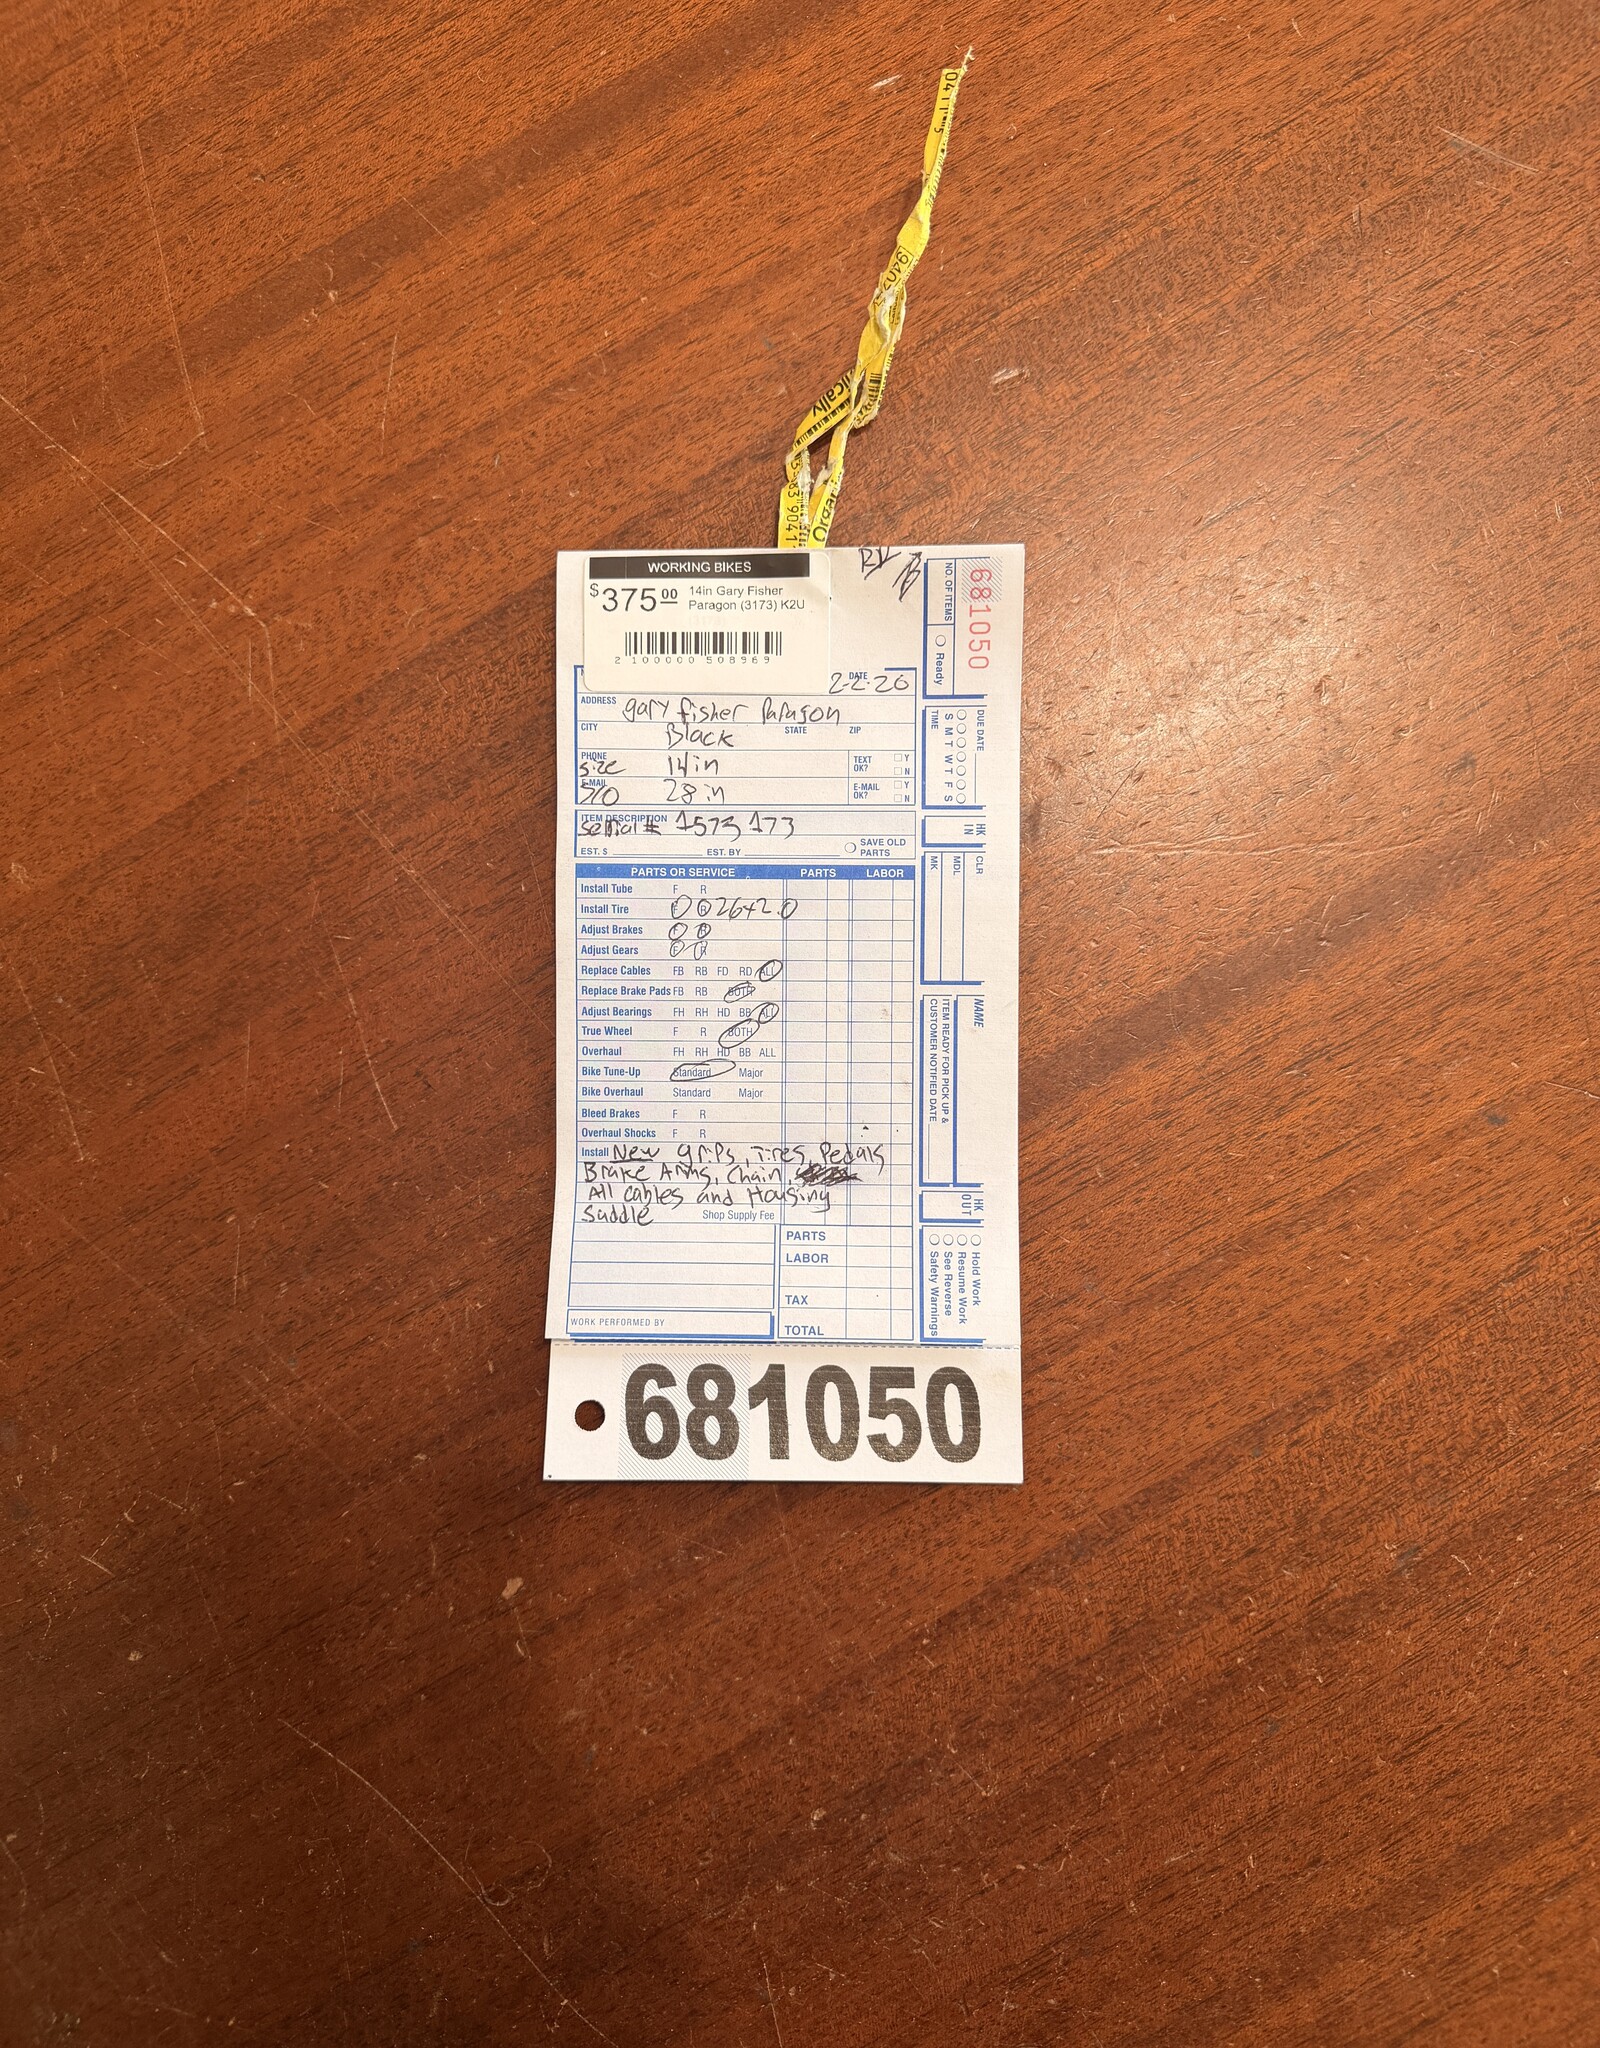 WORKING BIKES
$375 00 14in Gary Fisher
Paragon (3173) K2U
2 100000 508969
DATE 2-2-26
ADDRESS gary fisher Paragon
CITY Black STATE ZIP
PHONE size 14in TEXT OK? Y N
E-MAIL S/O 28in E-MAIL OK? Y N
ITEM DESCRIPTION
serial # 1573173
EST. $ EST. BY SAVE OLD PARTS
PARTS OR SERVICE PARTS LABOR
Install Tube F R
Install Tire F R 26x2.0
Adjust Brakes F R
Adjust Gears F R
Replace Cables FB RB FD RD ALL
Replace Brake Pads FB RB BOTH
Adjust Bearings FH RH HD BB ALL
True Wheel F R BOTH
Overhaul FH RH HD BB ALL
Bike Tune-Up Standard Major
Bike Overhaul Standard Major
Bleed Brakes F R
Overhaul Shocks F R
Install New grips, Tires, Pedals
Brake Arms, Chain,
All cables and Housing
saddle Shop Supply Fee
PARTS
LABOR
TAX
WORK PERFORMED BY
TOTAL
681050
NO. OF ITEMS
Ready
DUE DATE
S M T W T F S
TIME
HK IN
CLR
MDL
MK
NAME
ITEM READY FOR PICK UP &
CUSTOMER NOTIFIED DATE
HK OUT
Hold Work
Resume Work
See Reverse
Safety Warnings
681050